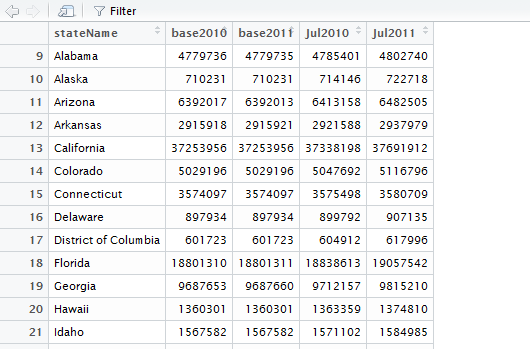 Filter
stateName base2010 base2011 Jul2010 Jul2011
9 Alabama 4779736 4779735 4785401 4802740
10 Alaska 710231 710231 714146 722718
11 Arizona 6392017 6392013 6413158 6482505
12 Arkansas 2915918 2915921 2921588 2937979
13 California 37253956 37253956 37338198 37691912
14 Colorado 5029196 5029196 5047692 5116796
15 Connecticut 3574097 3574097 3575498 3580709
16 Delaware 897934 897934 899792 907135
17 District of Columbia 601723 601723 604912 617996
18 Florida 18801310 18801311 18838613 19057542
19 Georgia 9687653 9687660 9712157 9815210
20 Hawaii 1360301 1360301 1363359 1374810
21 Idaho 1567582 1567582 1571102 1584985